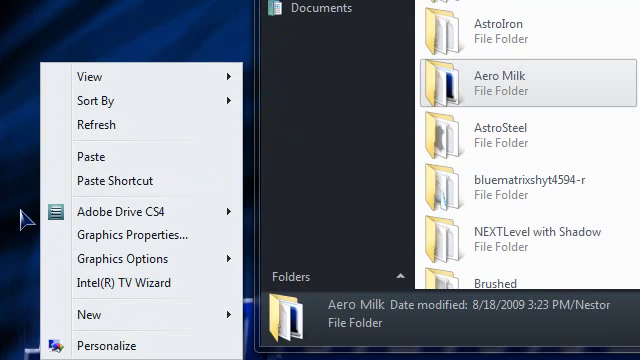 View
Sort By
Refresh
Paste
Paste Shortcut
Adobe Drive CS4
Graphics Properties...
Graphics Options
Intel(R) TV Wizard
New
Personalize
Documents
Folders
AstroIron
File Folder
Aero Milk
File Folder
AstroSteel
File Folder
bluematrixshyt4594-r
File Folder
NEXTLevel with Shadow
File Folder
Brushed
Aero Milk Date modified: 8/18/2009 3:23 PM/Nestor
File Folder